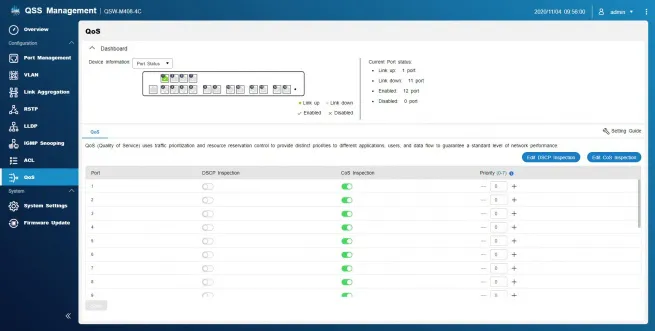 QSS Management | QSW-M408-4C
2020/11/04 09:56:00
admin
Overview
Configuration
Port Management
VLAN
Link Aggregation
RSTP
LLDP
IGMP Snooping
ACL
QoS
System
System Settings
Firmware Update
QoS
Dashboard
Device Information: Port Status
Link up Link down
Enabled Disabled
Current Port status:
Link up: 1 port
Link down: 11 port
Enabled: 12 port
Disabled: 0 port
QoS
Setting Guide
QoS (Quality of Service) uses traffic prioritization and resource reservation control to provide distinct priorities to different applications, users, and data flow to guarantee a standard level of network performance
Edit DSCP Inspection Edit CoS Inspection
Port DSCP Inspection CoS Inspection Priority (0-7)
1 0
2 0
3 0
4 0
5 0
6 0
7 0
8 0
9